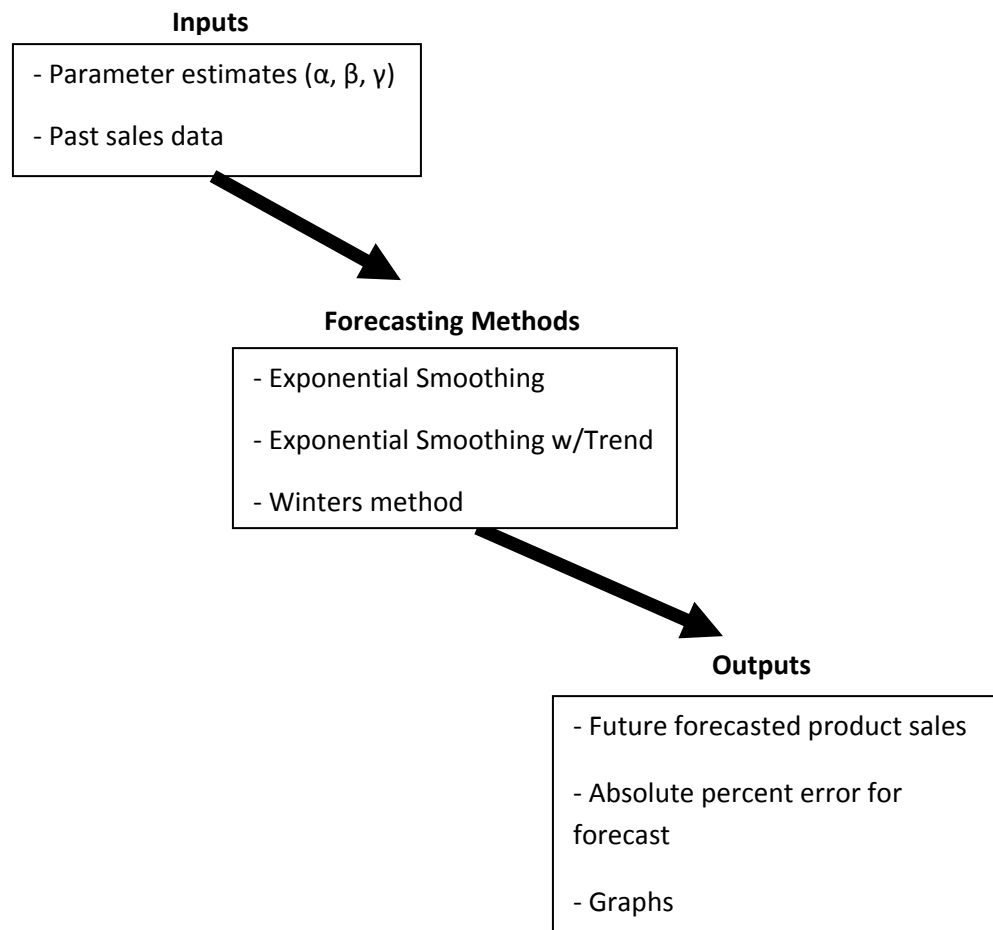 Inputs
- Parameter estimates (α, β, γ)
- Past sales data
Forecasting Methods
- Exponential Smoothing
- Exponential Smoothing w/Trend
- Winters method
Outputs
- Future forecasted product sales
- Absolute percent error for
forecast
- Graphs